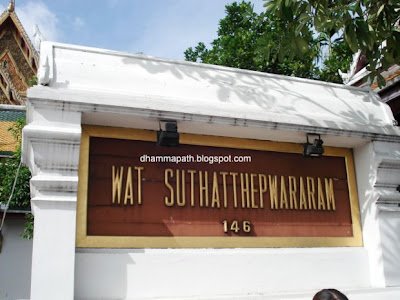 dhammapath.blogspot.com
WAT SUTHATTHEPWARARAM
146